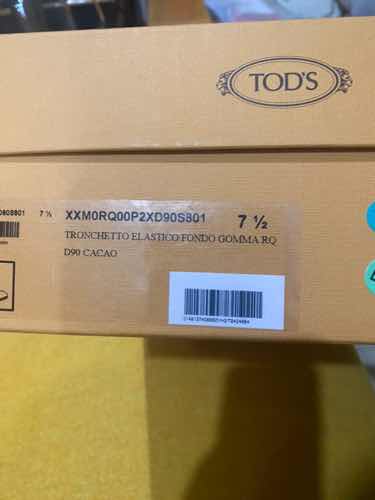 TOD'S
XXM0RQ00P2XD90S801 7 ½
TRONCHETTO ELASTICO FONDO GOMMA RQ
D90 CACAO
7 ½